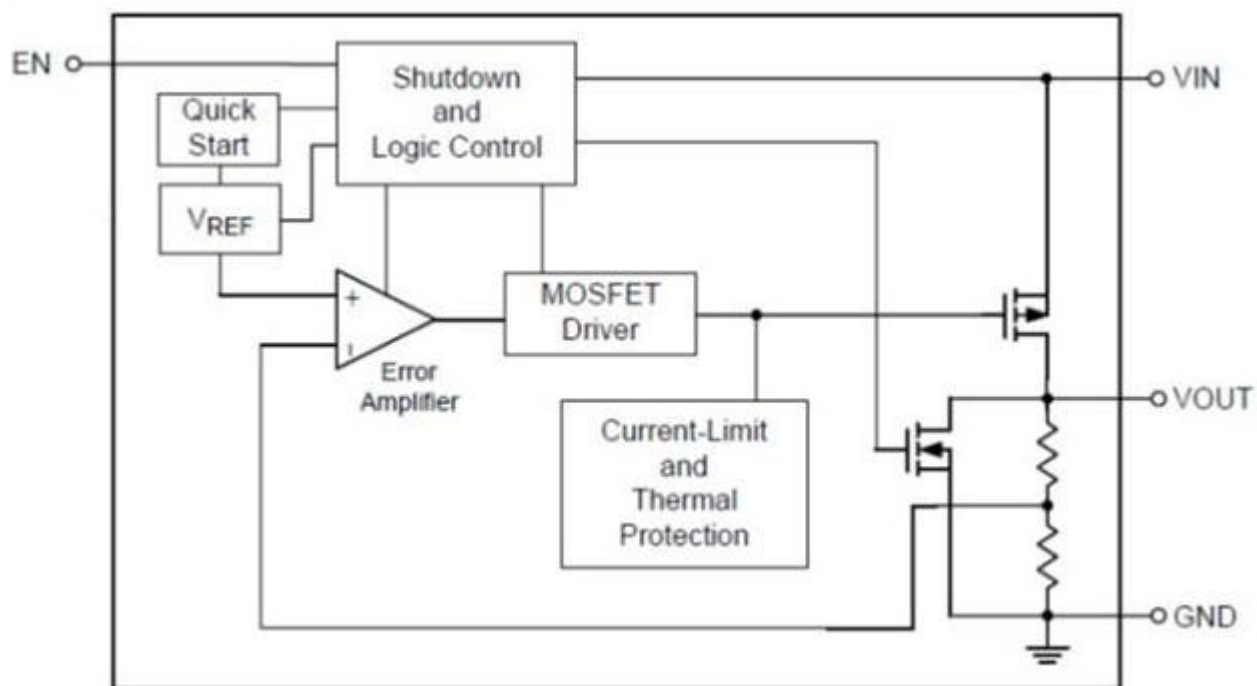 EN
Shutdown
and
Logic Control
VIN
Quick
Start
VREF
+
-
MOSFET
Driver
Error
Amplifier
VOUT
Current-Limit
and
Thermal
Protection
GND